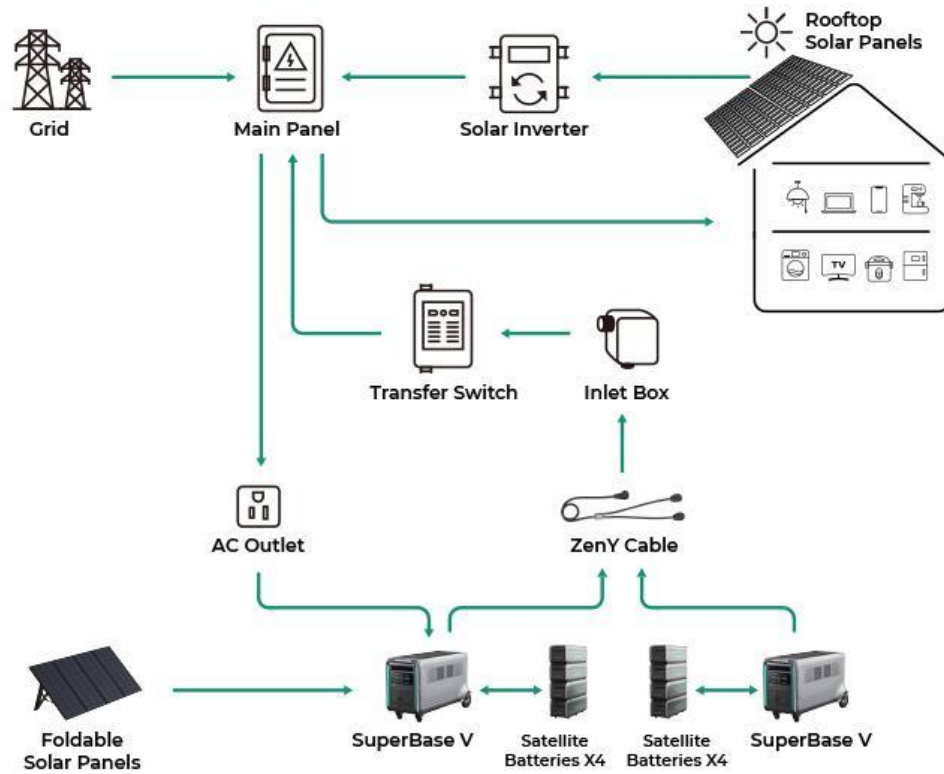 Rooftop
Solar Panels
Grid
Main Panel
Solar Inverter
TV
Transfer Switch
Inlet Box
AC Outlet
ZenY Cable
Foldable
Solar Panels
SuperBase V
Satellite
Batteries X4
Satellite
Batteries X4
SuperBase V